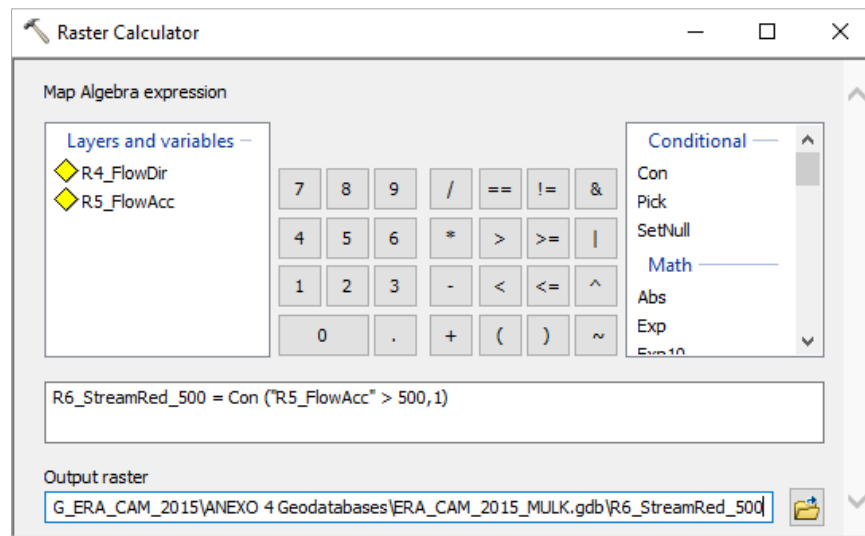 Raster Calculator
Map Algebra expression
Layers and variables
R4_FlowDir
R5_FlowAcc
7 8 9 / == != &
4 5 6 * > >= |
1 2 3 - < <= ^
0 . + ( ) ~
Conditional
Con
Pick
SetNull
Math
Abs
Exp
Exp10
R6_StreamRed_500 = Con ("R5_FlowAcc" > 500,1)
Output raster
G_ERA_CAM_2015\ANEXO 4 Geodatabases\ERA_CAM_2015_MULK.gdb\R6_StreamRed_500